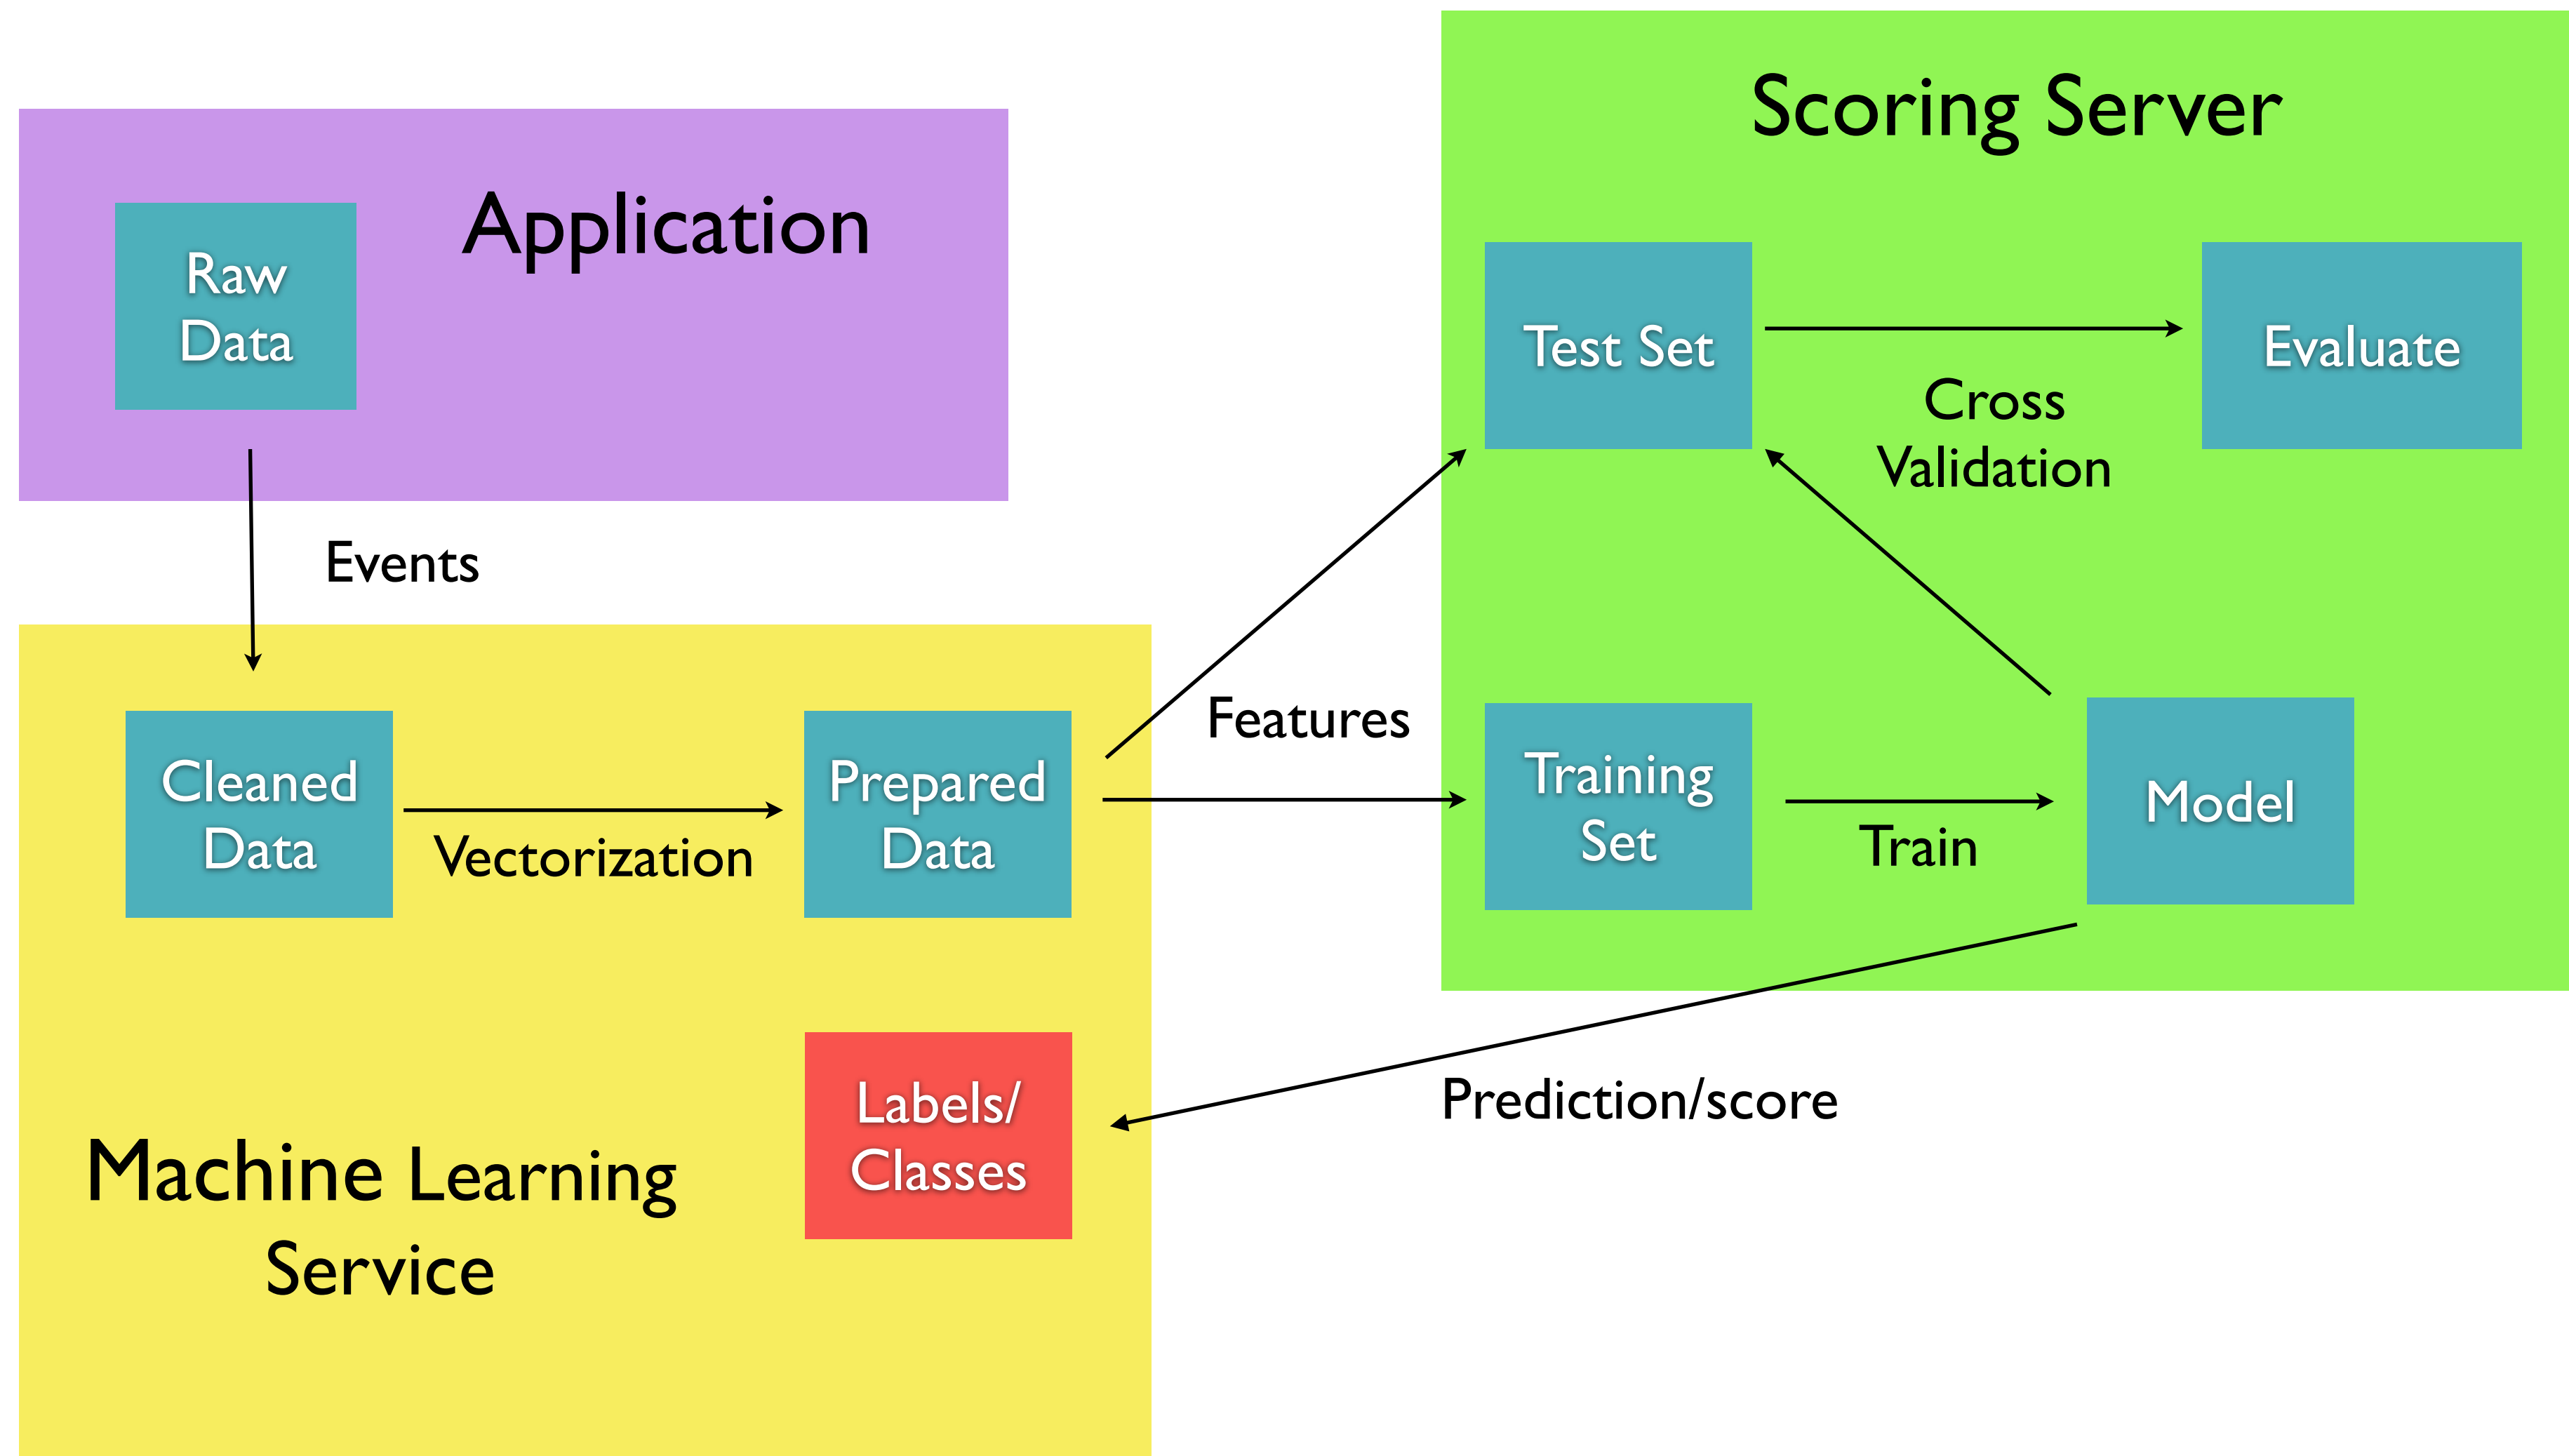 Application
Raw
Data
Events
Cleaned
Data
Vectorization
Prepared
Data
Labels/
Classes
Machine Learning
Service
Features
Scoring Server
Test Set
Cross
Validation
Evaluate
Training
Set
Train
Model
Prediction/score